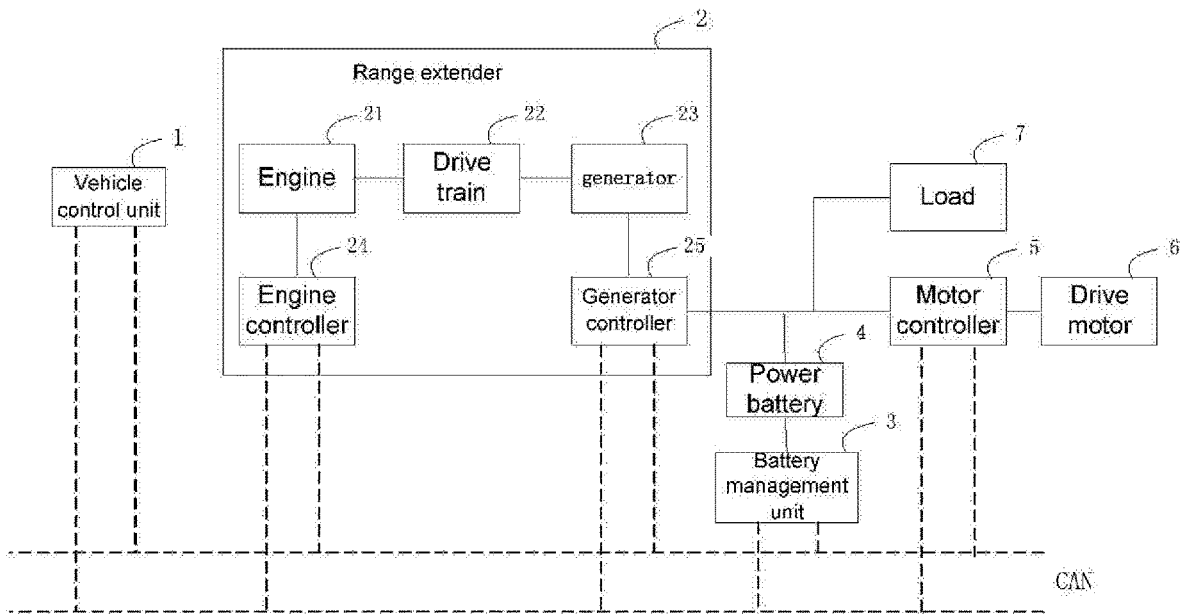 2
Range extender
21
22
23
1
7
Vehicle
control unit
Engine
Drive
train
generator
Load
24
25
5
6
Engine
controller
Generator
controller
Motor
controller
Drive
motor
4
Power
battery
3
Battery
management
unit
CAN